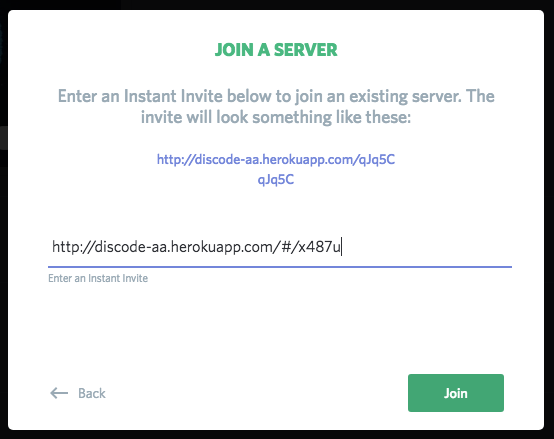 JOIN A SERVER
Enter an Instant Invite below to join an existing server. The
invite will look something like these:
http://discode-aa.herokuapp.com/qJq5C
qJq5C
http://discode-aa.herokuapp.com/#/x487u
Enter an Instant Invite
Back
Join